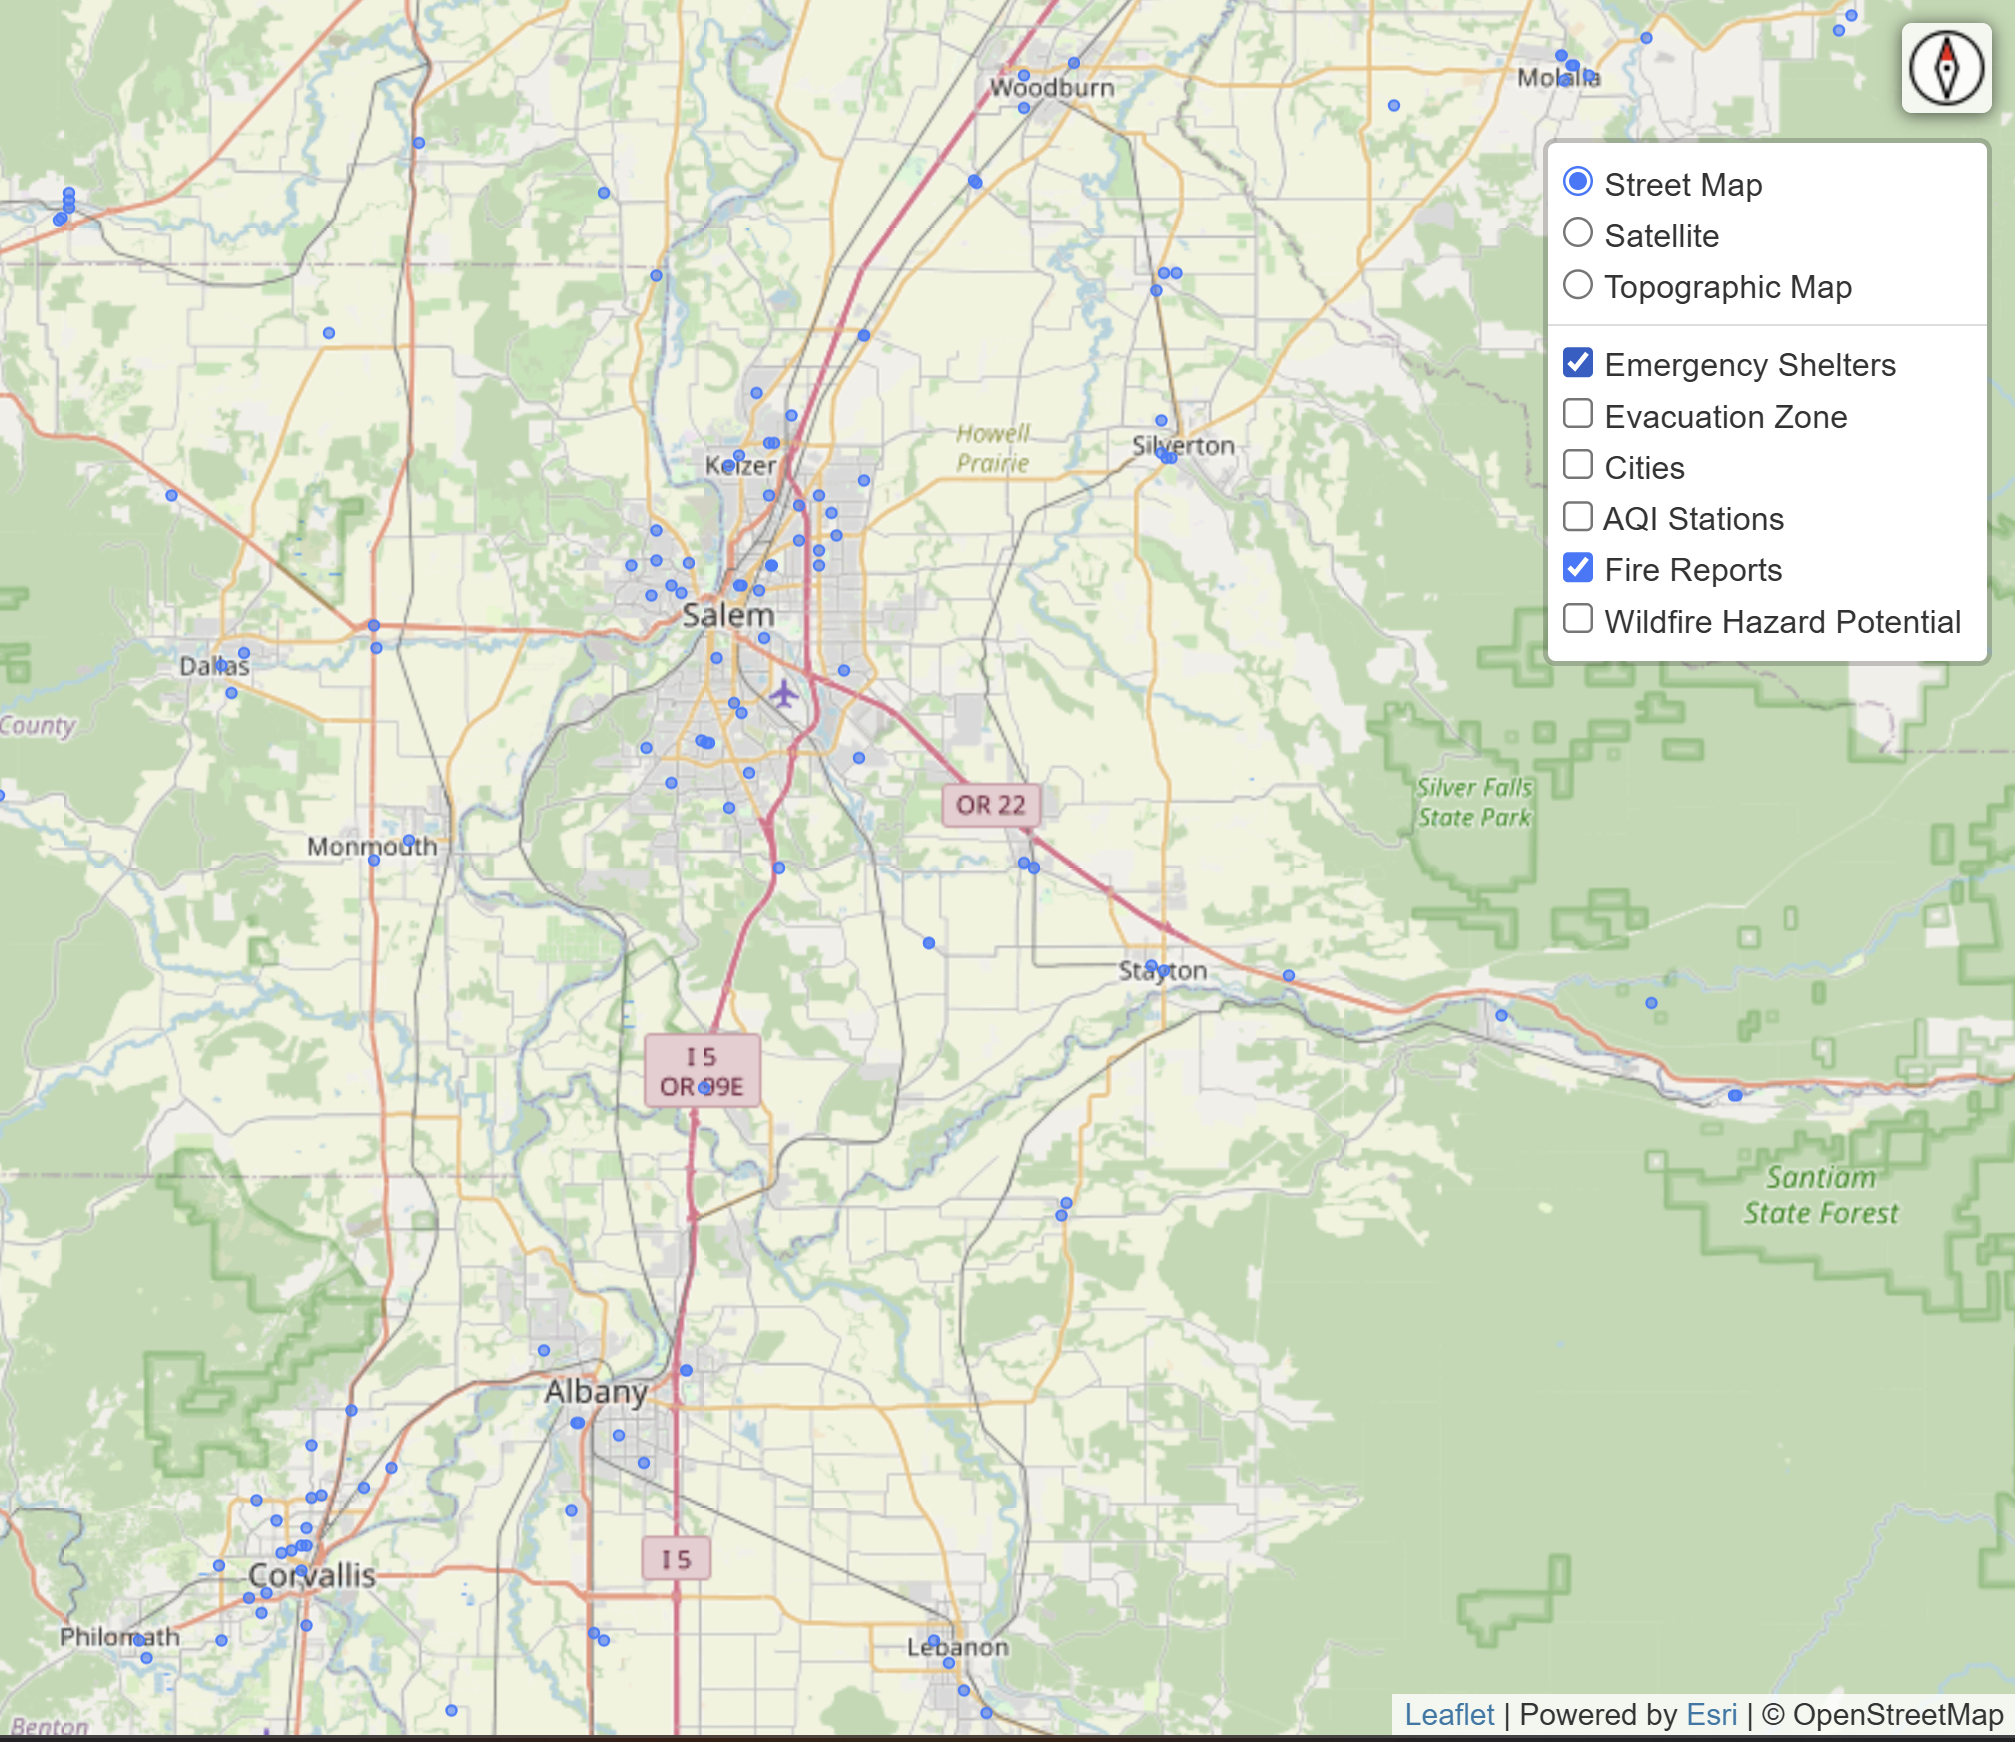 Woodburn
Molalla
Street Map
Satellite
Topographic Map
Emergency Shelters
Evacuation Zone
Cities
AQI Stations
Fire Reports
Wildfire Hazard Potential
Howell
Prairie
Silverton
Keizer
Salem
Dallas
County
Silver Falls
State Park
OR 22
Monmouth
Stayton
I 5
OR 99E
Santiam
State Forest
Albany
I 5
Corvallis
Philomath
Lebanon
Benton
Leaflet | Powered by Esri | © OpenStreetMap